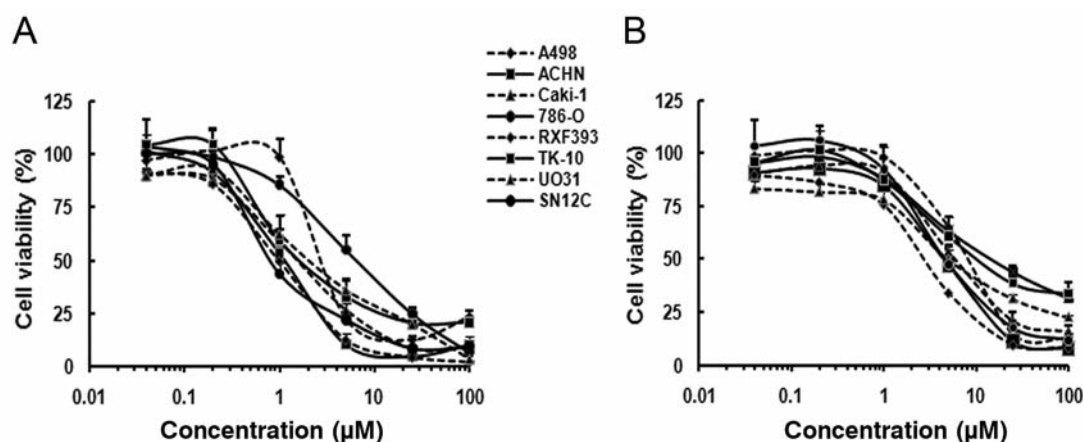 A
B
A498
ACHN
Caki-1
786-O
RXF393
TK-10
UO31
SN12C
Cell viability (%)
125
100
75
50
25
0
0.01
0.1
1
10
100
Concentration (µM)
Cell viability (%)
125
100
75
50
25
0
0.01
0.1
1
10
100
Concentration (µM)